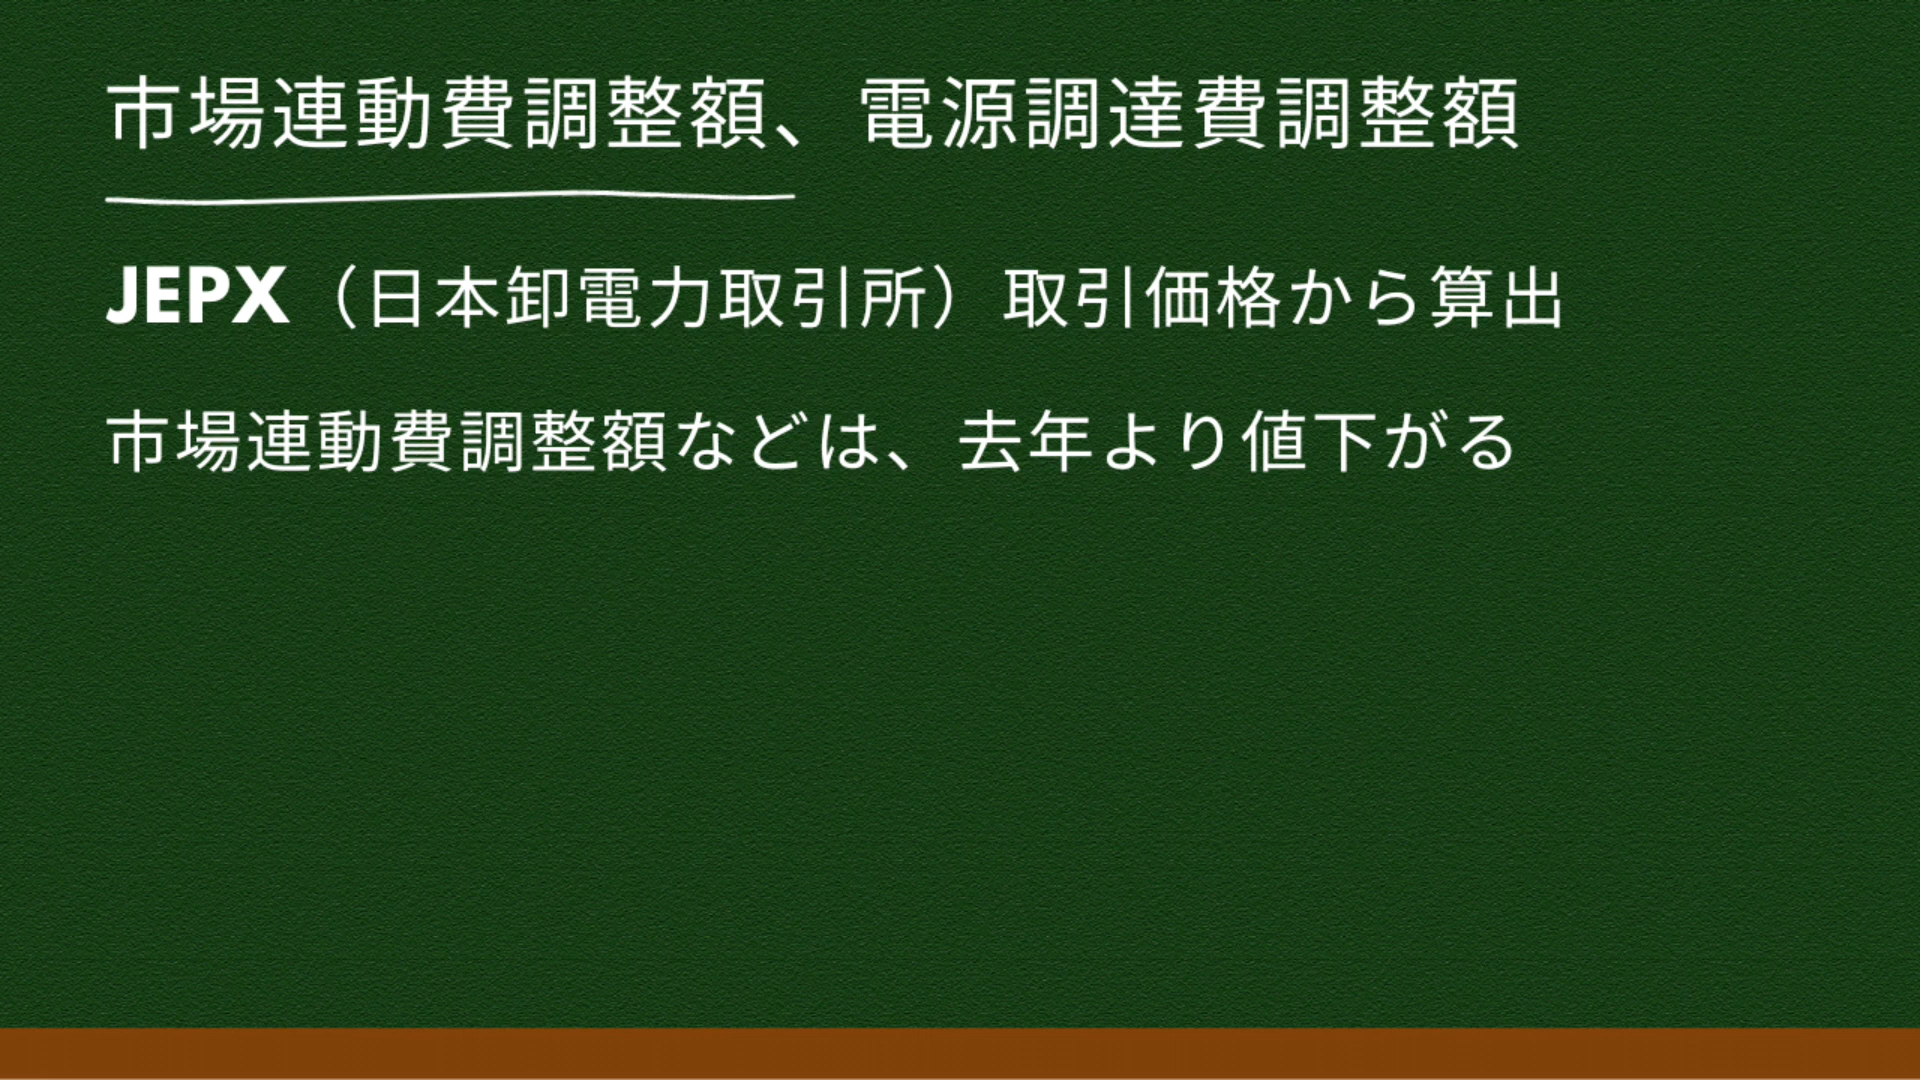 市場連動費調整額、電源調達費調整額
JEPX（日本卸電力取引所）取引価格から算出
市場連動費調整額などは、去年より値下がる